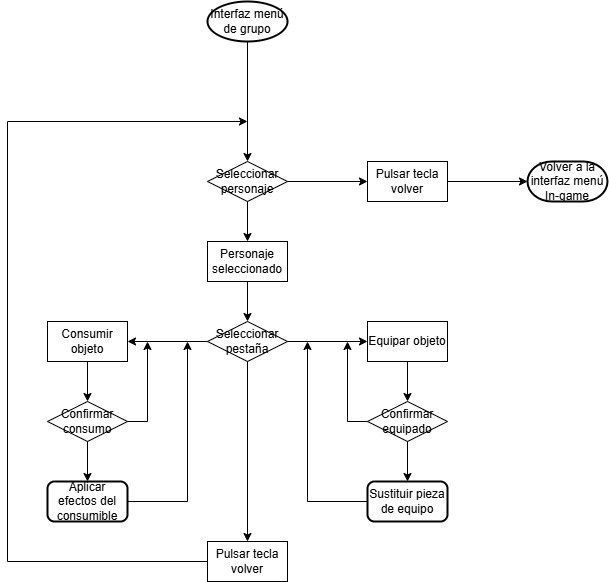 Interfaz menú
de grupo
Seleccionar
personaje
Pulsar tecla
volver
Volver a la
interfaz menú
In-game
Personaje
seleccionado
Consumir
objeto
Seleccionar
pestaña
Equipar objeto
Confirmar
consumo
Confirmar
equipado
Aplicar
efectos del
consumible
Sustituir pieza
de equipo
Pulsar tecla
volver